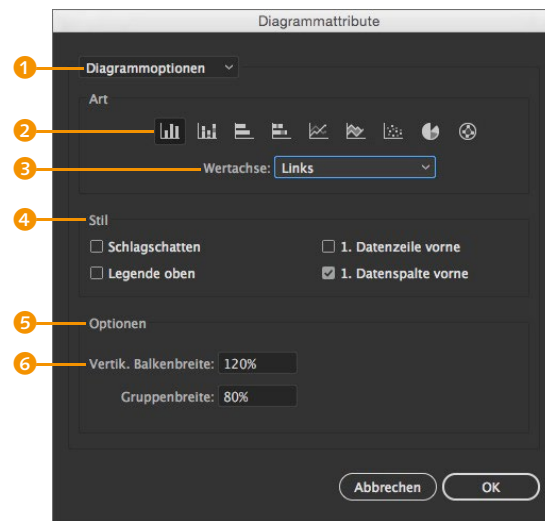 Diagrammattribute
1 Diagrammoptionen
Art
2
3 Wertachse: Links
4 Stil
Schlagschatten 1. Datenzeile vorne
Legende oben 1. Datenspalte vorne
5 Optionen
6 Vertik. Balkenbreite: 120%
Gruppenbreite: 80%
Abbrechen OK